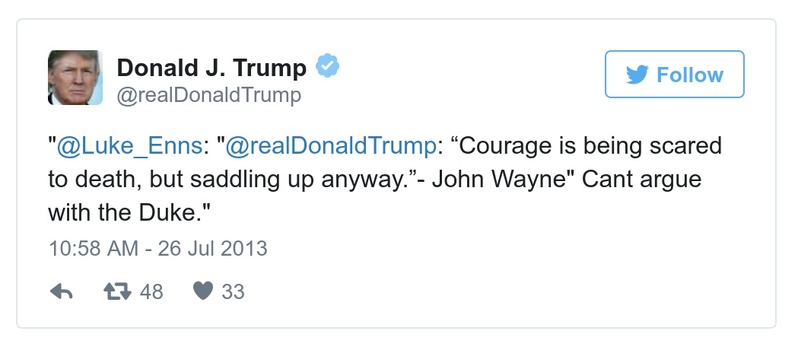 Donald J. Trump
@realDonaldTrump
Follow
"@Luke_Enns: "@realDonaldTrump: “Courage is being scared
to death, but saddling up anyway.”- John Wayne" Cant argue
with the Duke."
10:58 AM - 26 Jul 2013
48 33